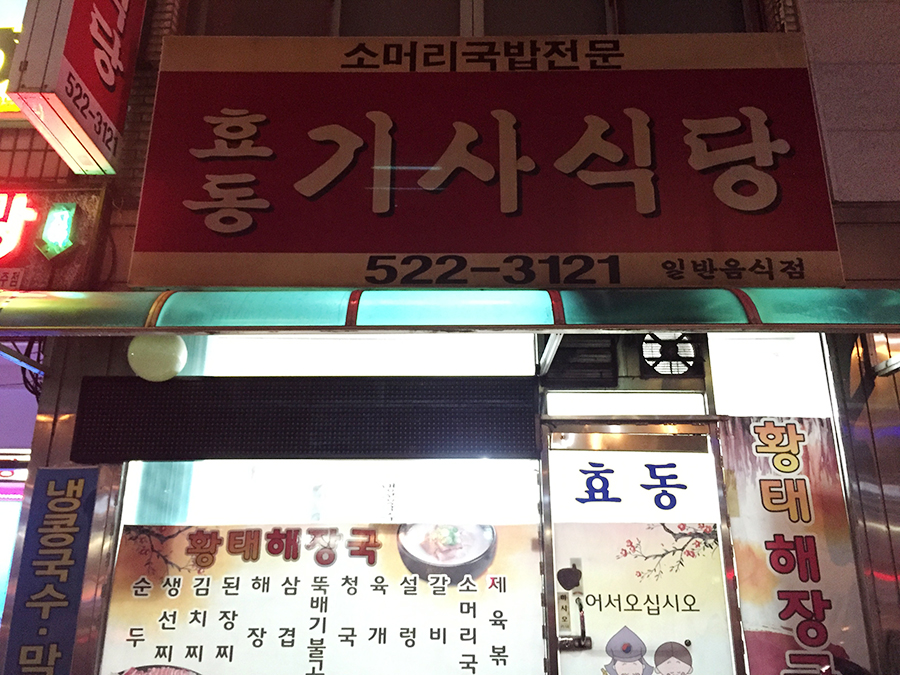 소머리국밥전문
효동 기사식당
522-3121 일반음식점
당
522-3121
효동
어서오십시오
황태해장국
황태해장국
냉콩국수·막
순두
생선찌
김치찌
된장찌
해장
삼겹
뚝배기불고
청국
육개
설렁
갈비
소머리국
제육볶